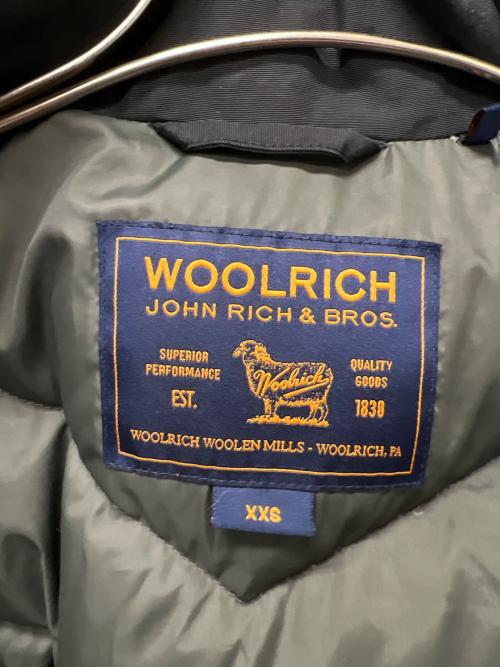 WOOLRICH
JOHN RICH & BROS.
SUPERIOR
PERFORMANCE
EST.
Woolrich
QUALITY
GOODS
1830
WOOLRICH WOOLEN MILLS - WOOLRICH, PA
XXS